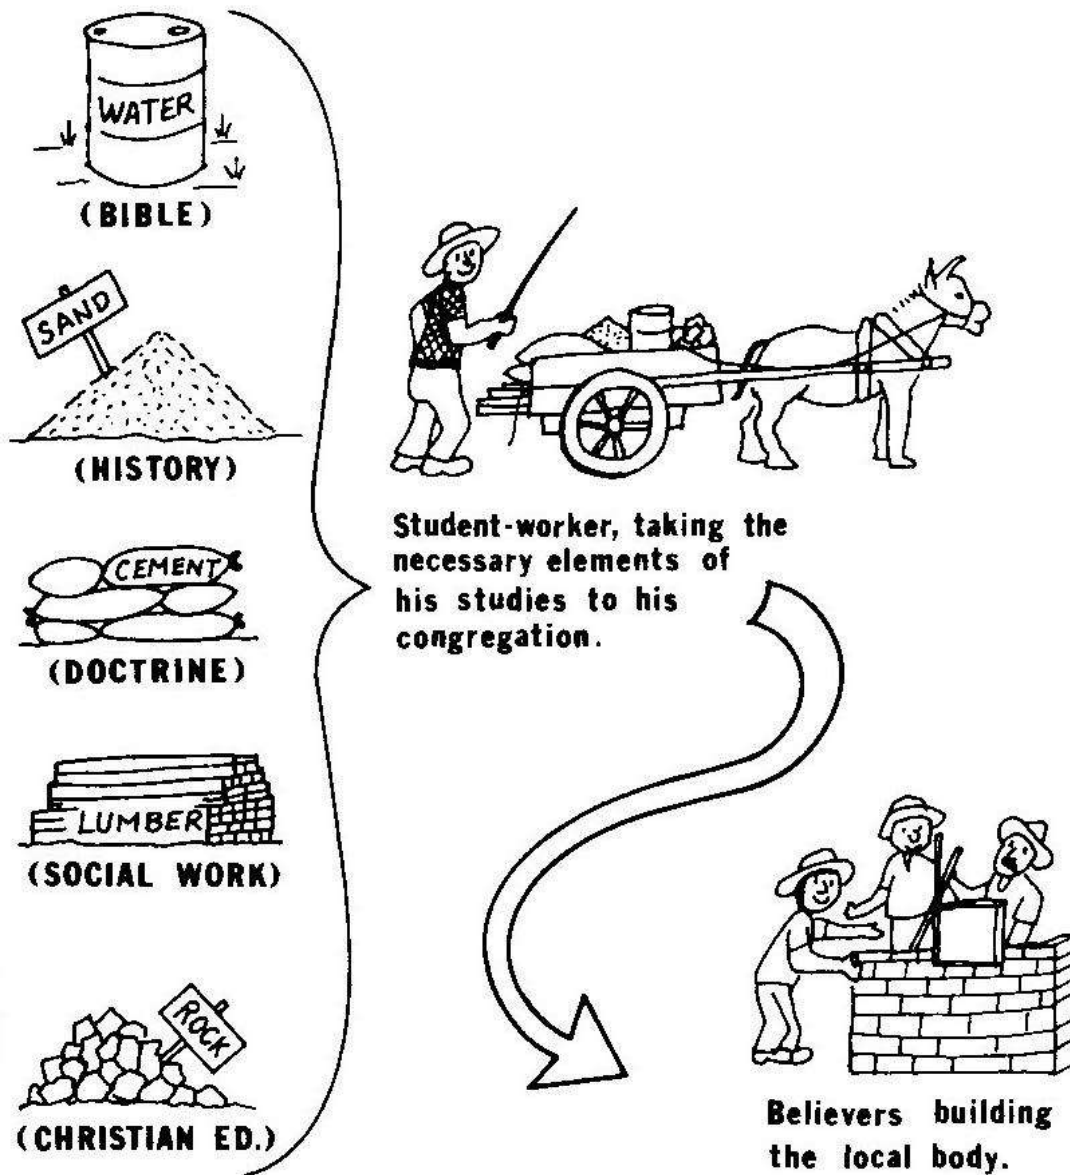 WATER
(BIBLE)
SAND
(HISTORY)
CEMENT
(DOCTRINE)
LUMBER
(SOCIAL WORK)
ROCK
(CHRISTIAN ED.)
Student-worker, taking the
necessary elements of
his studies to his
congregation.
Believers building
the local body.